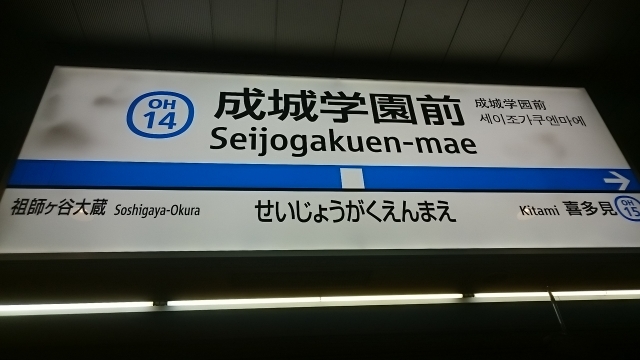 OH
14
成城学園前
Seijogakuen-mae
成城学园前
세이조가쿠엔마에
祖師ヶ谷大蔵 Soshigaya-Okura
せいじょうがくえんまえ
Kitami 喜多見
OH
15